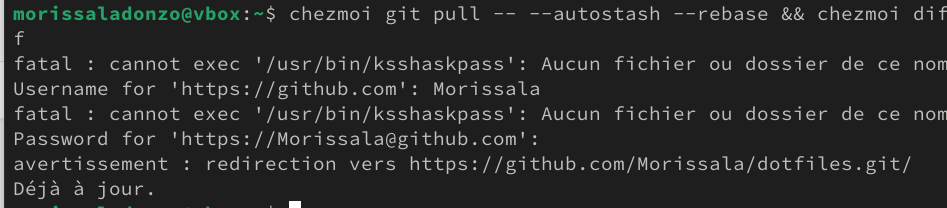 morissaladonzo@vbox:~$ chezmoi git pull -- --autostash --rebase && chezmoi dif
f
fatal : cannot exec '/usr/bin/ksshaskpass': Aucun fichier ou dossier de ce nom
Username for 'https://github.com': Morissala
fatal : cannot exec '/usr/bin/ksshaskpass': Aucun fichier ou dossier de ce nom
Password for 'https://Morissala@github.com':
avertissement : redirection vers https://github.com/Morissala/dotfiles.git/
Déjà à jour.